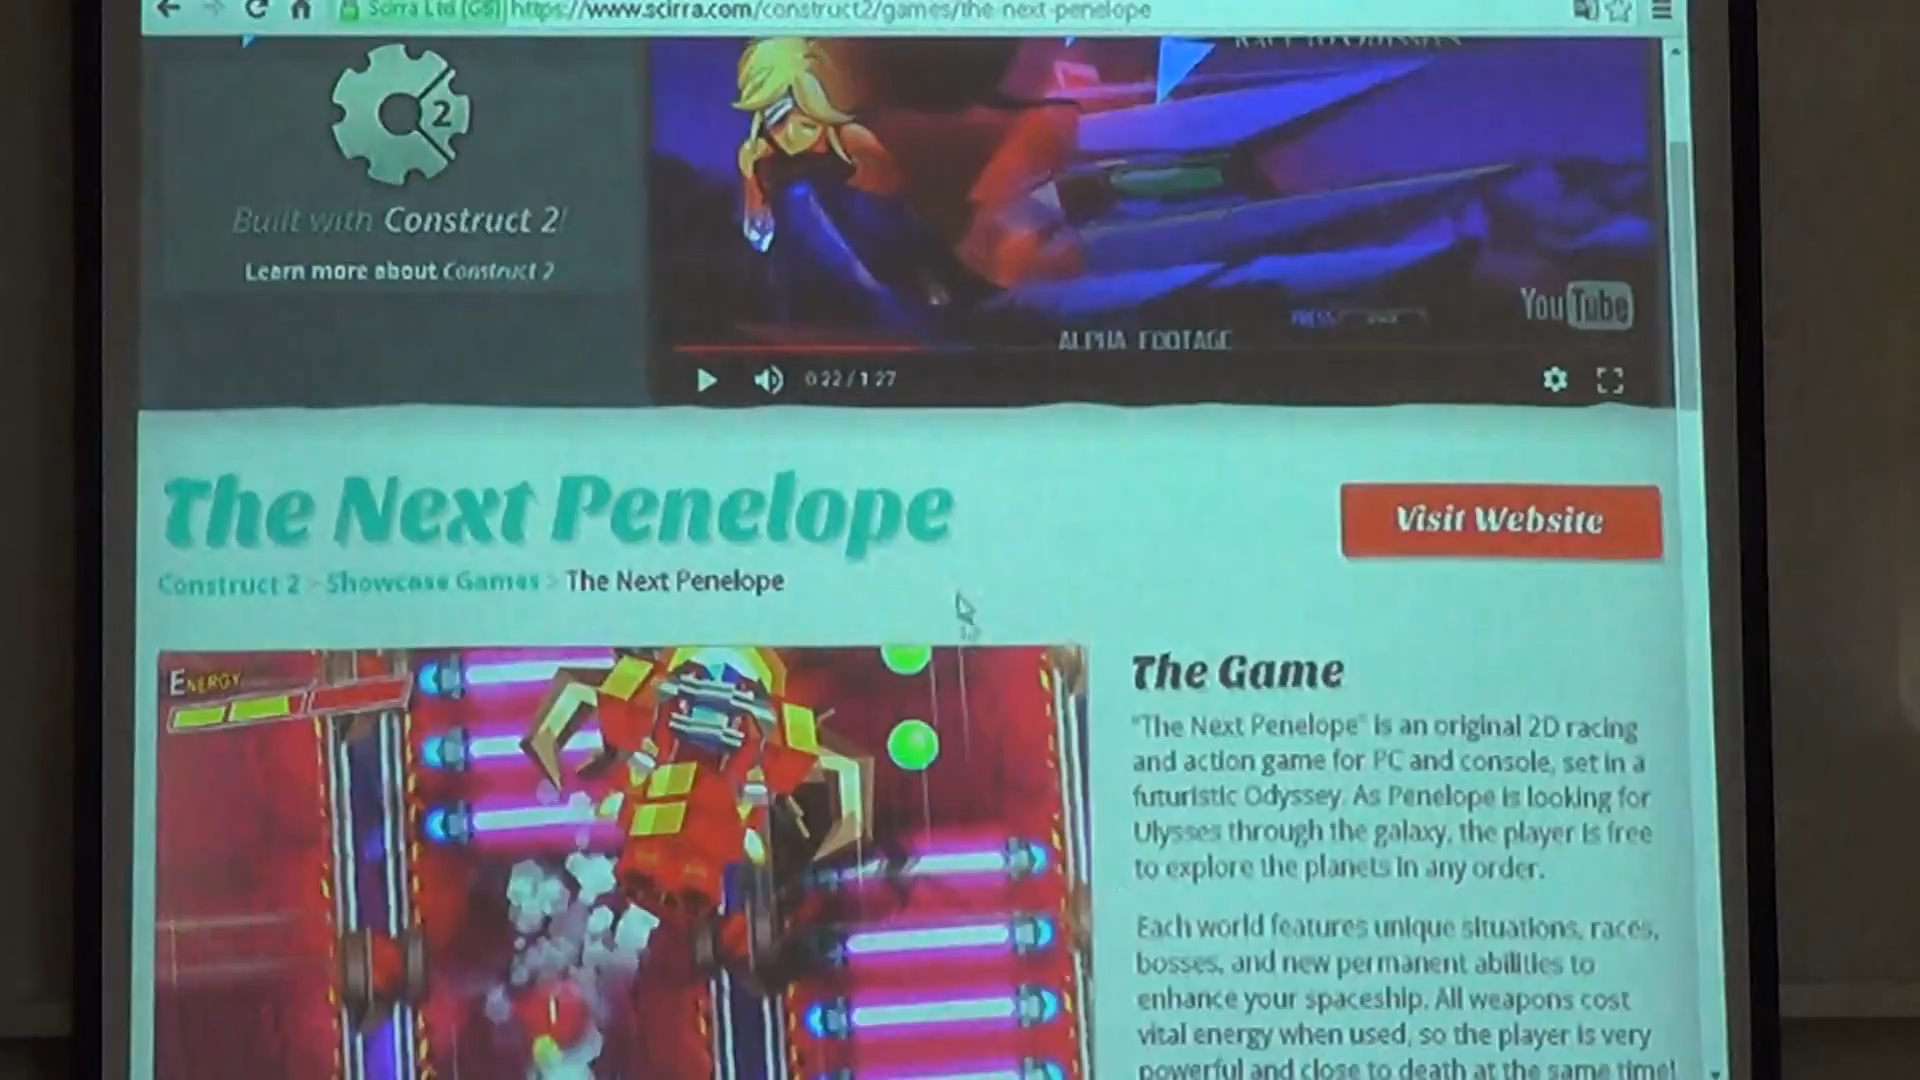 Scirra Ltd [GB] https://www.scirra.com/construct2/games/the-next-penelope
2
Built with Construct 2!
Learn more about Construct 2
YouTube
PRESS
ALPHA FOOTAGE
0:22 / 1:27
The Next Penelope
Visit Website
Construct 2 > Showcase Games > The Next Penelope
ENERGY
The Game
"The Next Penelope" is an original 2D racing
and action game for PC and console, set in a
futuristic Odyssey. As Penelope is looking for
Ulysses through the galaxy, the player is free
to explore the planets in any order.
Each world features unique situations, races,
bosses, and new permanent abilities to
enhance your spaceship. All weapons cost
vital energy when used, so the player is very
powerful and close to death at the same time!